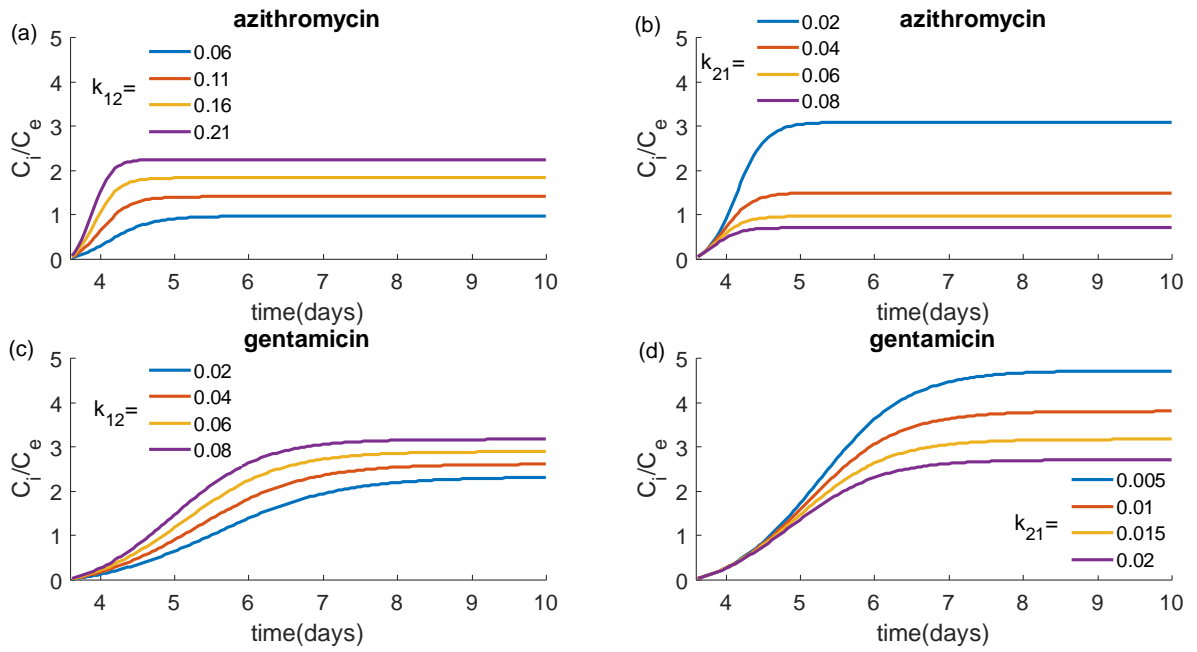 (a)
azithromycin
k12=
0.06
0.11
0.16
0.21
Ci/Ce
5
4
3
2
1
0
4 5 6 7 8 9 10
time(days)
(b)
azithromycin
k21=
0.02
0.04
0.06
0.08
Ci/Ce
5
4
3
2
1
0
4 5 6 7 8 9 10
time(days)
(c)
gentamicin
k12=
0.02
0.04
0.06
0.08
Ci/Ce
5
4
3
2
1
0
4 5 6 7 8 9 10
time(days)
(d)
gentamicin
Ci/Ce
5
4
3
2
1
0
k21=
0.005
0.01
0.015
0.02
4 5 6 7 8 9 10
time(days)